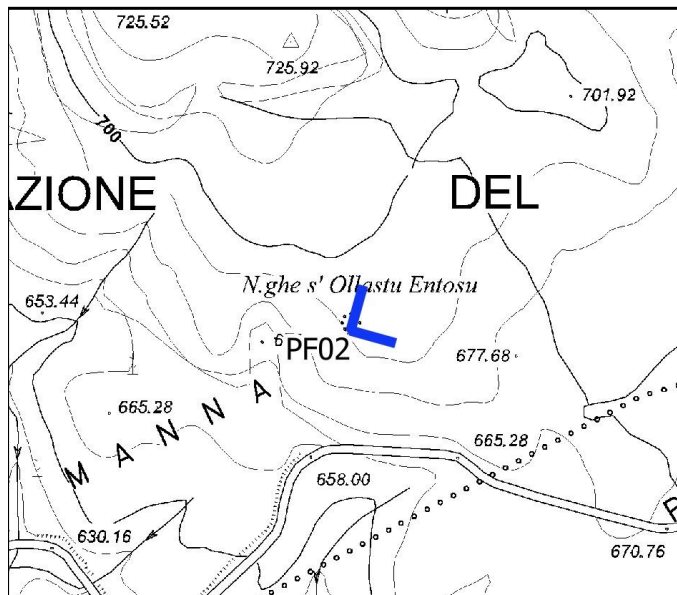 725.52
725.92
701.92
700
AZIONE DEL
N.ghe s' Ollastu Entosu
653.44
6
PF02
677.68
665.28
MANNA
665.28
658.00
P
630.16
670.76